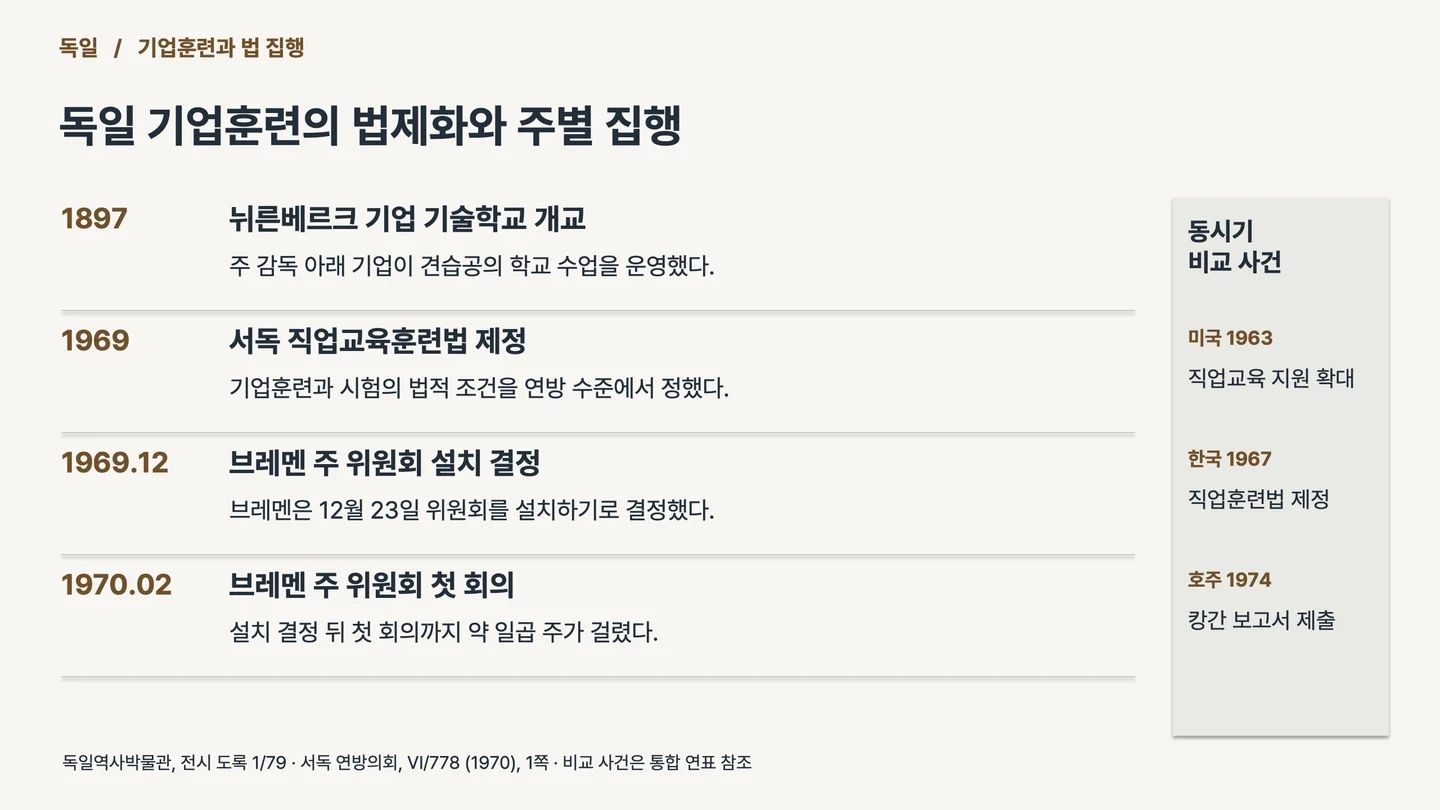 독일 / 기업훈련과 법 집행
독일 기업훈련의 법제화와 주별 집행
1897
뉘른베르크 기업 기술학교 개교
주 감독 아래 기업이 견습공의 학교 수업을 운영했다.
1969
서독 직업교육훈련법 제정
기업훈련과 시험의 법적 조건을 연방 수준에서 정했다.
1969.12
브레멘 주 위원회 설치 결정
브레멘은 12월 23일 위원회를 설치하기로 결정했다.
1970.02
브레멘 주 위원회 첫 회의
설치 결정 뒤 첫 회의까지 약 일곱 주가 걸렸다.
동시기
비교 사건
미국 1963
직업교육 지원 확대
한국 1967
직업훈련법 제정
호주 1974
캉간 보고서 제출
독일역사박물관, 전시 도록 1/79 · 서독 연방의회, VI/778 (1970), 1쪽 · 비교 사건은 통합 연표 참조